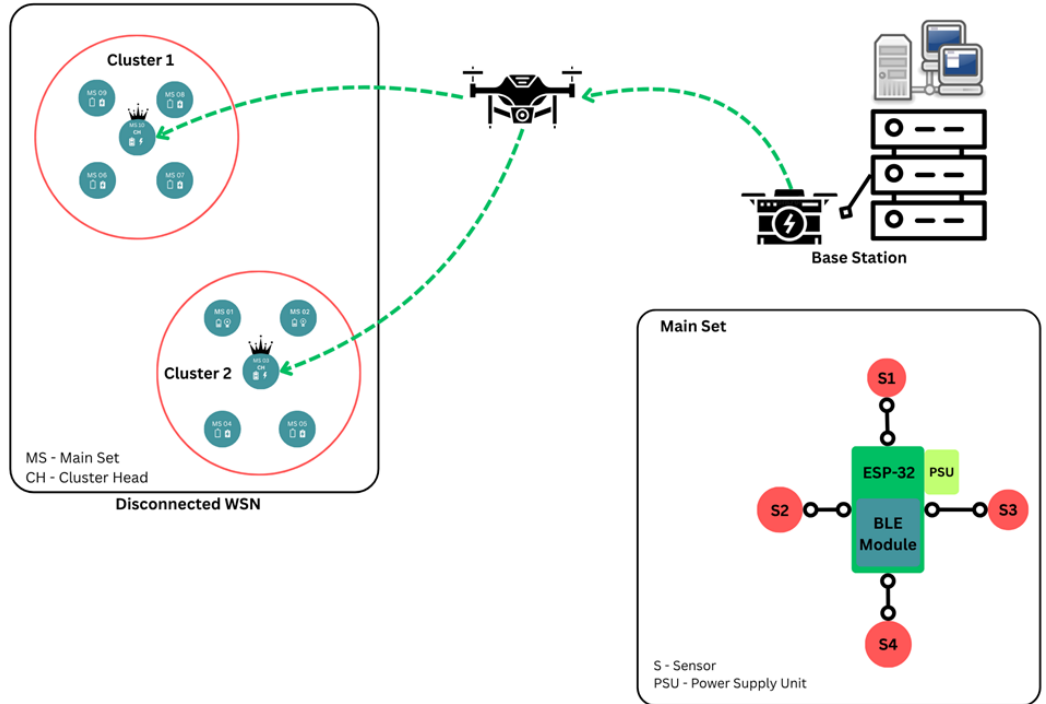 Cluster 1
MS 09
MS 08
MS 10
CH
MS 06
MS 07
MS 01
MS 02
MS 03
CH
Cluster 2
MS 04
MS 05
MS - Main Set
CH - Cluster Head
Disconnected WSN
Base Station
Main Set
S1
ESP-32
PSU
S2
BLE
Module
S3
S4
S - Sensor
PSU - Power Supply Unit